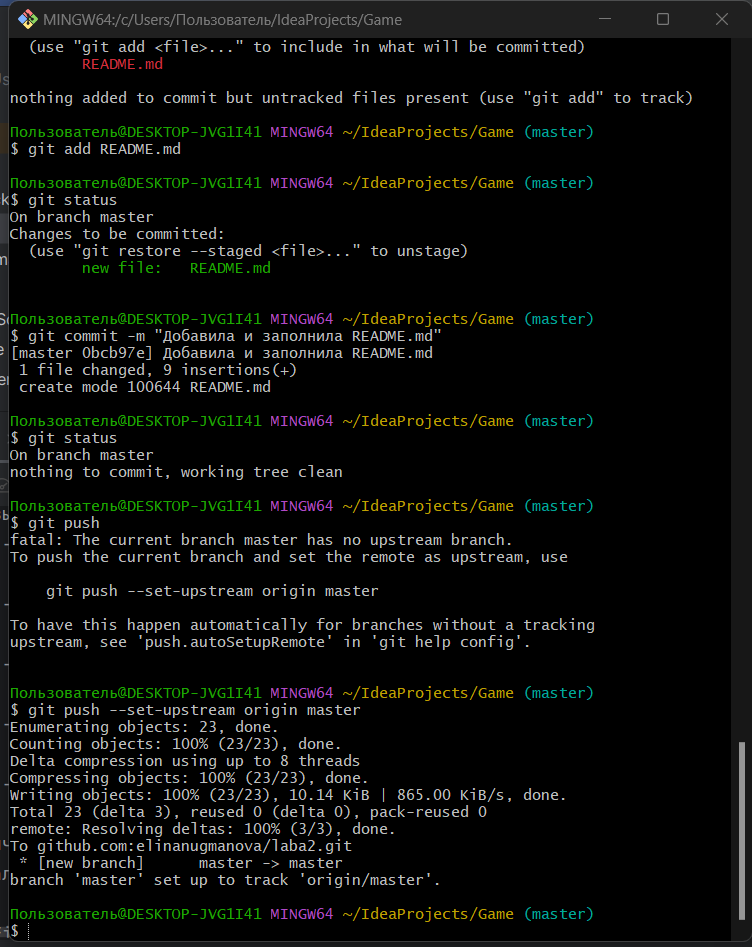 MINGW64:/c/Users/Пользователь/IdeaProjects/Game
(use "git add <file>..." to include in what will be committed)
README.md
nothing added to commit but untracked files present (use "git add" to track)
Пользователь@DESKTOP-JVG1I41 MINGW64 ~/IdeaProjects/Game (master)
$ git add README.md
Пользователь@DESKTOP-JVG1I41 MINGW64 ~/IdeaProjects/Game (master)
$ git status
On branch master
Changes to be committed:
(use "git restore --staged <file>..." to unstage)
new file:   README.md
Пользователь@DESKTOP-JVG1I41 MINGW64 ~/IdeaProjects/Game (master)
$ git commit -m "Добавила и заполнила README.md"
[master 0bcb97e] Добавила и заполнила README.md
1 file changed, 9 insertions(+)
create mode 100644 README.md
Пользователь@DESKTOP-JVG1I41 MINGW64 ~/IdeaProjects/Game (master)
$ git status
On branch master
nothing to commit, working tree clean
Пользователь@DESKTOP-JVG1I41 MINGW64 ~/IdeaProjects/Game (master)
$ git push
fatal: The current branch master has no upstream branch.
To push the current branch and set the remote as upstream, use
git push --set-upstream origin master
To have this happen automatically for branches without a tracking
upstream, see 'push.autoSetupRemote' in 'git help config'.
Пользователь@DESKTOP-JVG1I41 MINGW64 ~/IdeaProjects/Game (master)
$ git push --set-upstream origin master
Enumerating objects: 23, done.
Counting objects: 100% (23/23), done.
Delta compression using up to 8 threads
Compressing objects: 100% (23/23), done.
Writing objects: 100% (23/23), 10.14 KiB | 865.00 KiB/s, done.
Total 23 (delta 3), reused 0 (delta 0), pack-reused 0
remote: Resolving deltas: 100% (3/3), done.
To github.com:elinanugmanova/laba2.git
* [new branch]      master -> master
branch 'master' set up to track 'origin/master'.
Пользователь@DESKTOP-JVG1I41 MINGW64 ~/IdeaProjects/Game (master)
$